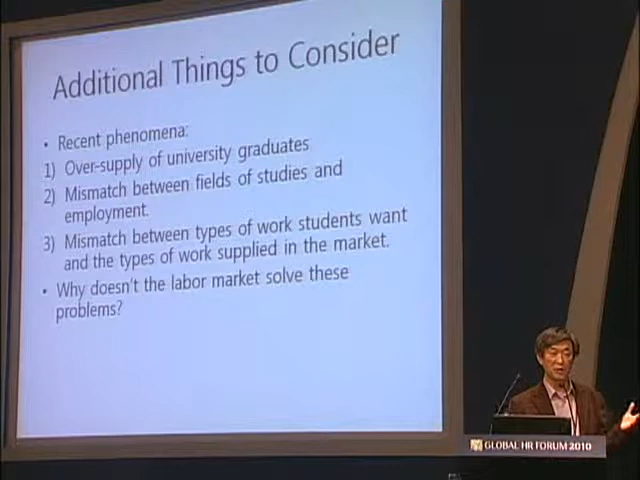 Additional Things to Consider
• Recent phenomena:
1) Over-supply of university graduates
2) Mismatch between fields of studies and
employment.
3) Mismatch between types of work students want
and the types of work supplied in the market.
• Why doesn't the labor market solve these
problems?
GLOBAL HR FORUM 2010